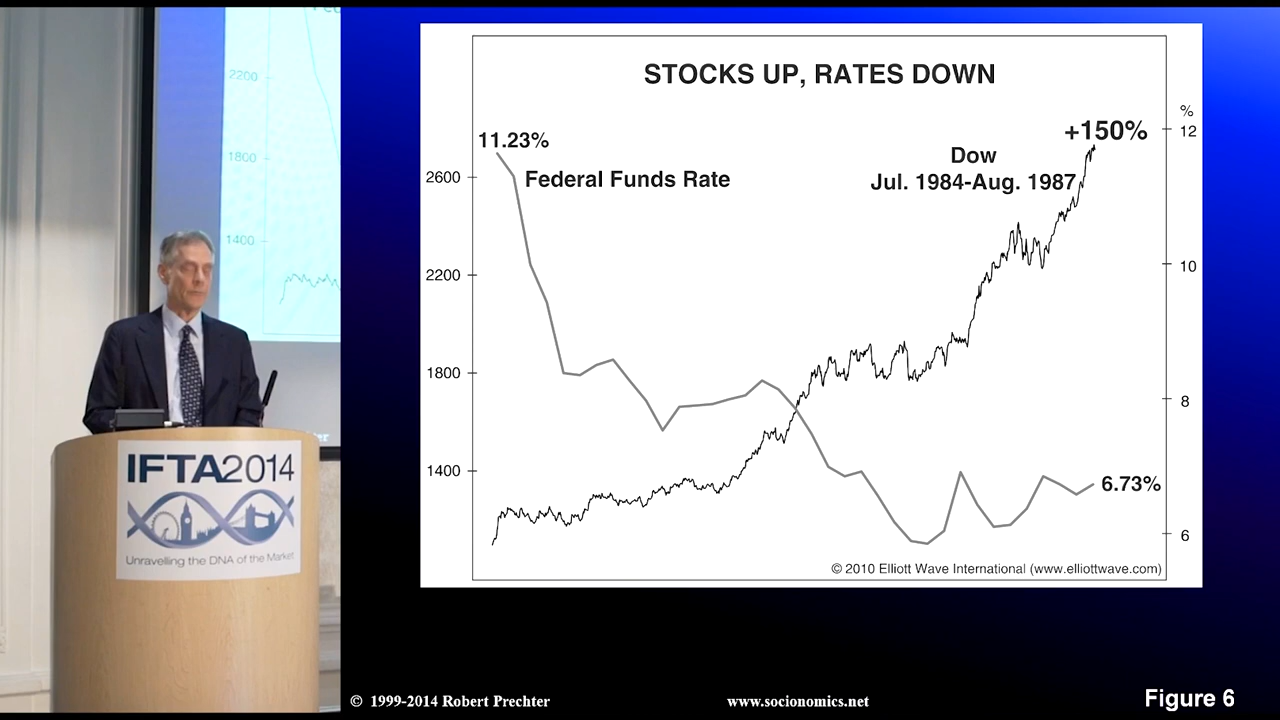 2200
1800
1400
IFTA2014
Unravelling the DNA of the Market
STOCKS UP, RATES DOWN
%
12
10
8
6
2600
2200
1800
1400
11.23%
Federal Funds Rate
+150%
Dow
Jul. 1984-Aug. 1987
6.73%
© 2010 Elliott Wave International (www.elliottwave.com)
© 1999-2014 Robert Prechter
www.socionomics.net
Figure 6